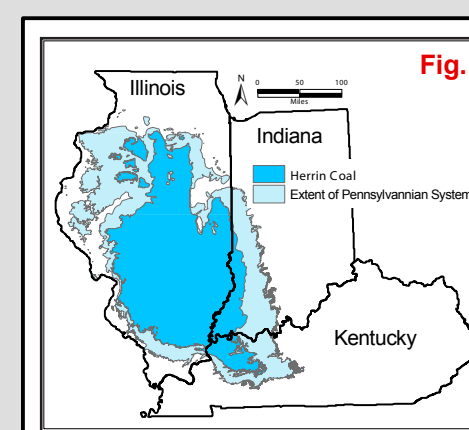 Fig.
Illinois
N
0 50 100
Miles
Indiana
Herrin Coal
Extent of Pennsylvannian System
Kentucky